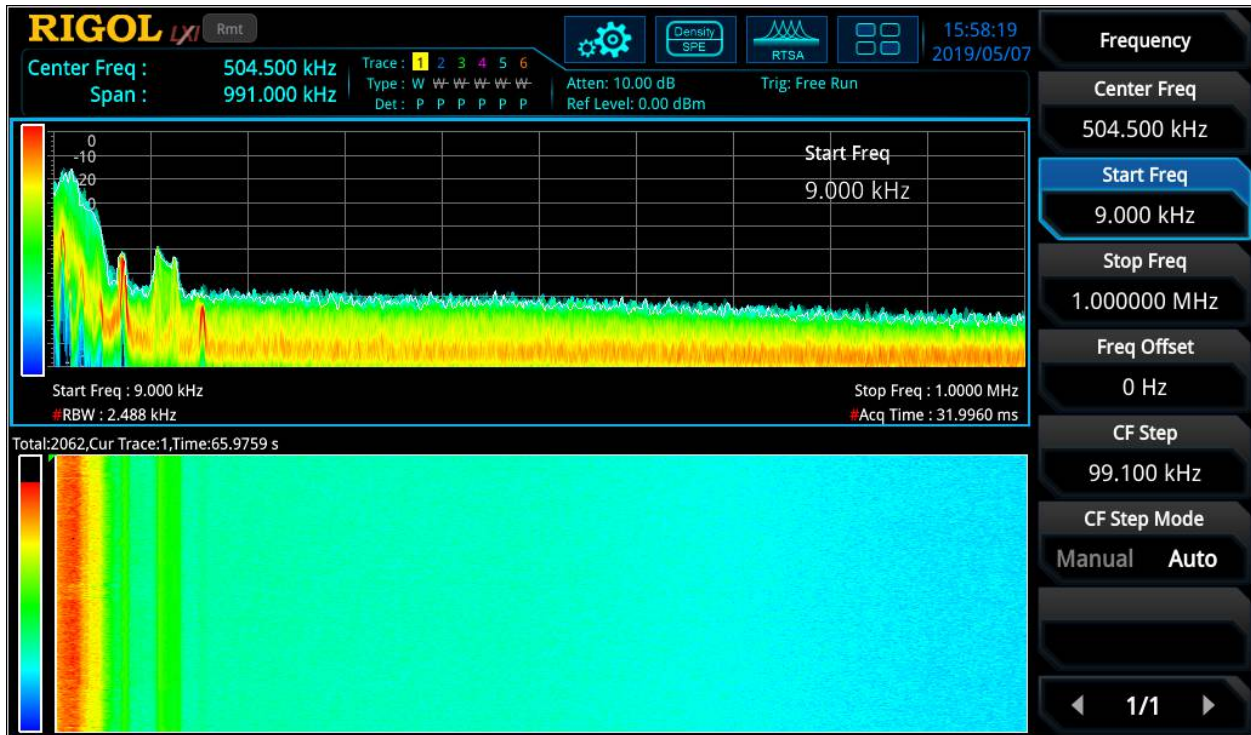 RIGOL LXI Rmt
Density
SPE
RTSA
15:58:19
2019/05/07
Center Freq : 504.500 kHz
Span : 991.000 kHz
Trace : 1 2 3 4 5 6
Type : W W W W W W
Det : P P P P P P
Atten: 10.00 dB
Ref Level: 0.00 dBm
Trig: Free Run
0
-10
-20
Start Freq
9.000 kHz
Start Freq : 9.000 kHz
#RBW : 2.488 kHz
Stop Freq : 1.0000 MHz
#Acq Time : 31.9960 ms
Total:2062,Cur Trace:1,Time:65.9759 s
Frequency
Center Freq
504.500 kHz
Start Freq
9.000 kHz
Stop Freq
1.000000 MHz
Freq Offset
0 Hz
CF Step
99.100 kHz
CF Step Mode
Manual Auto
1/1